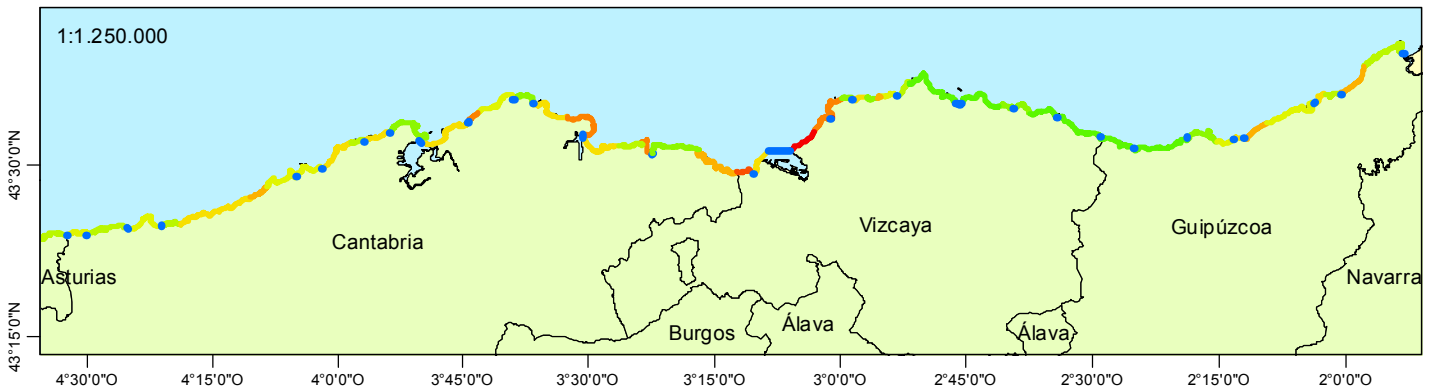 1:1.250.000
43°30'0"N
43°15'0"N
Cantabria
Vizcaya
Guipúzcoa
Asturias
Navarra
Burgos
Álava
Álava
4°30'0"O
4°15'0"O
4°0'0"O
3°45'0"O
3°30'0"O
3°15'0"O
3°0'0"O
2°45'0"O
2°30'0"O
2°15'0"O
2°0'0"O